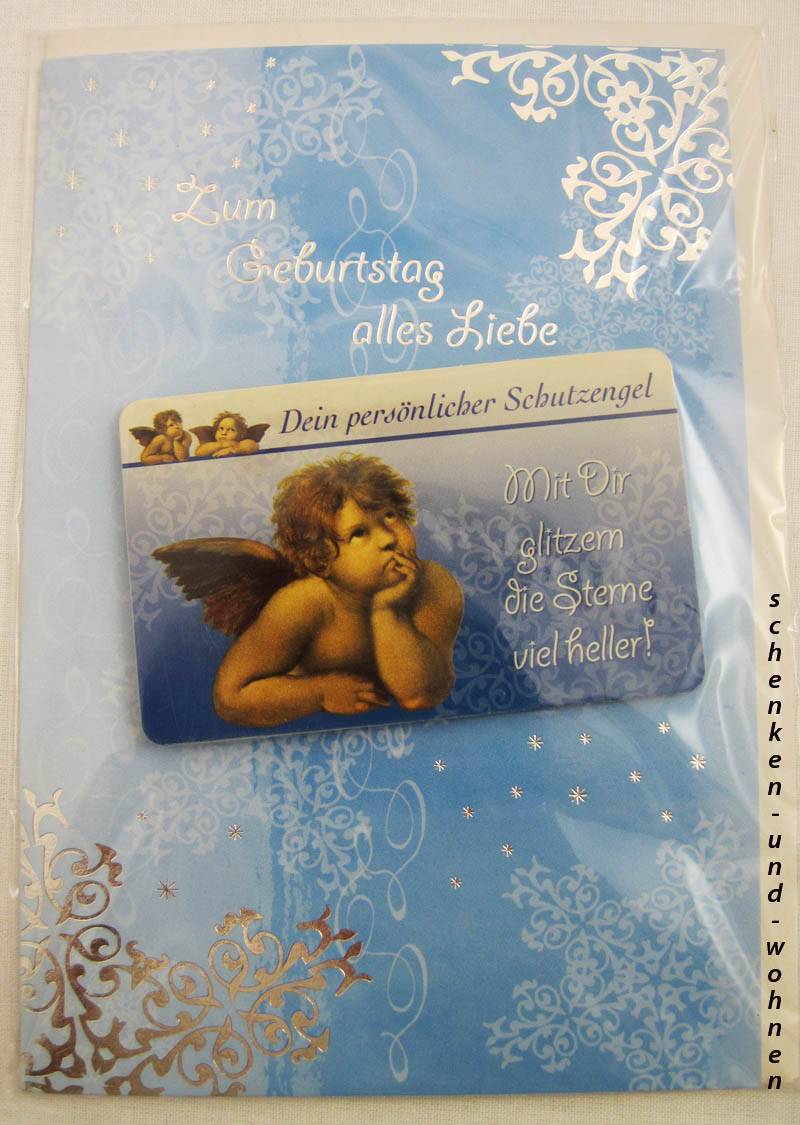 Zum
Geburtstag
alles Liebe
Dein persönlicher Schutzengel
Mit Dir
glitzern
die Sterne
viel heller!
schenken-und-wohnen